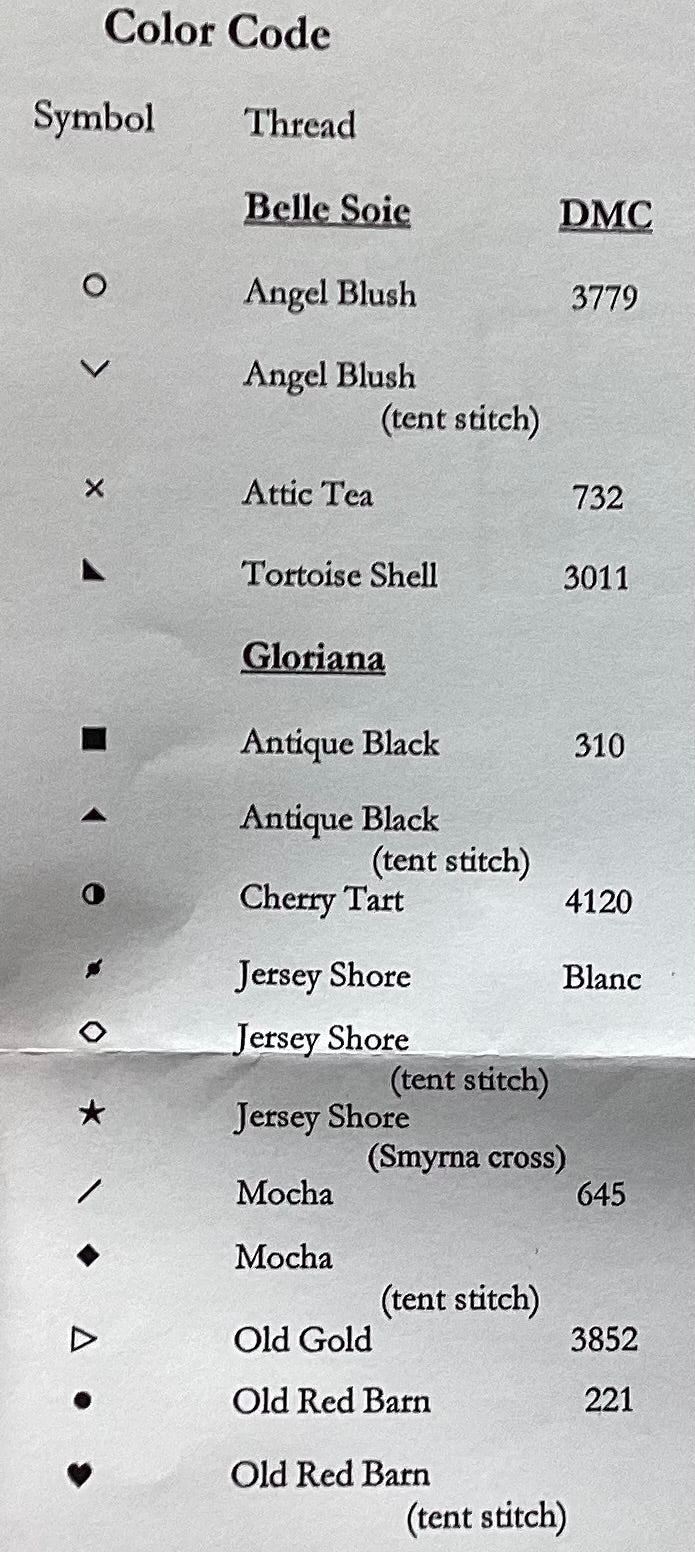 Color Code
Symbol Thread
Belle Soie DMC
○ Angel Blush 3779
∨ Angel Blush
(tent stitch)
× Attic Tea 732
◣ Tortoise Shell 3011
Gloriana
■ Antique Black 310
▲ Antique Black
(tent stitch)
◑ Cherry Tart 4120
Jersey Shore Blanc
◇ Jersey Shore
(tent stitch)
★ Jersey Shore
(Smyrna cross)
/ Mocha 645
◆ Mocha
(tent stitch)
▷ Old Gold 3852
● Old Red Barn 221
♥ Old Red Barn
(tent stitch)